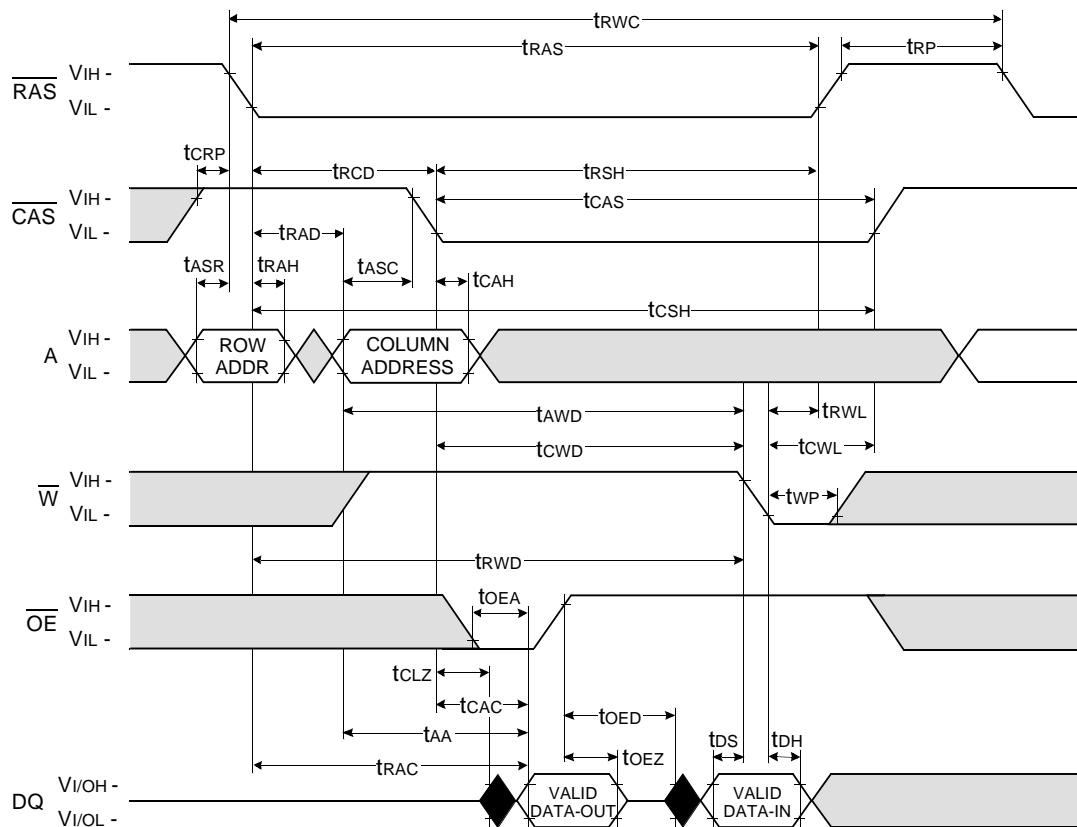 tRWC
tRAS
tRP
RAS
VIH -
VIL -
tCRP
tRCD
tRSH
CAS
VIH -
VIL -
tCAS
tRAD
tASR
tRAH
tASC
tCAH
tCSH
A
VIH -
VIL -
ROW
ADDR
COLUMN
ADDRESS
tAWD
tRWL
tCWD
tCWL
W
VIH -
VIL -
tWP
tRWD
OE
VIH -
VIL -
tOEA
tCLZ
tCAC
tOED
tAA
tOEZ
tDS
tDH
tRAC
DQ
VI/OH -
VI/OL -
VALID
DATA-OUT
VALID
DATA-IN